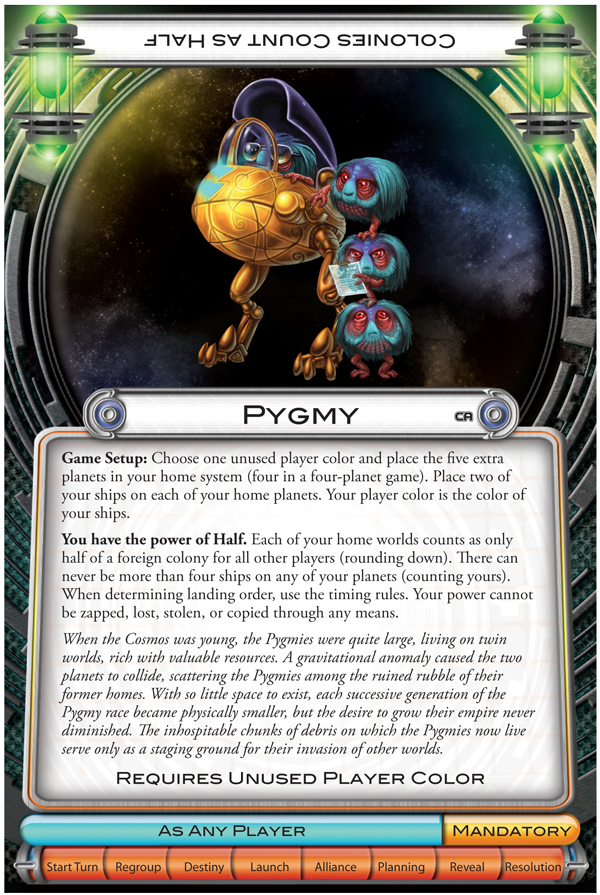 Colonies Count as Half
Pygmy
CA
Game Setup: Choose one unused player color and place the five extra
planets in your home system (four in a four-planet game). Place two of
your ships on each of your home planets. Your player color is the color of
your ships.
You have the power of Half. Each of your home worlds counts as only
half of a foreign colony for all other players (rounding down). There can
never be more than four ships on any of your planets (counting yours).
When determining landing order, use the timing rules. Your power cannot
be zapped, lost, stolen, or copied through any means.
When the Cosmos was young, the Pygmies were quite large, living on twin
worlds, rich with valuable resources. A gravitational anomaly caused the two
planets to collide, scattering the Pygmies among the ruined rubble of their
former homes. With so little space to exist, each successive generation of the
Pygmy race became physically smaller, but the desire to grow their empire never
diminished. The inhospitable chunks of debris on which the Pygmies now live
serve only as a staging ground for their invasion of other worlds.
Requires Unused Player Color
As Any Player
Mandatory
Start Turn
Regroup
Destiny
Launch
Alliance
Planning
Reveal
Resolution